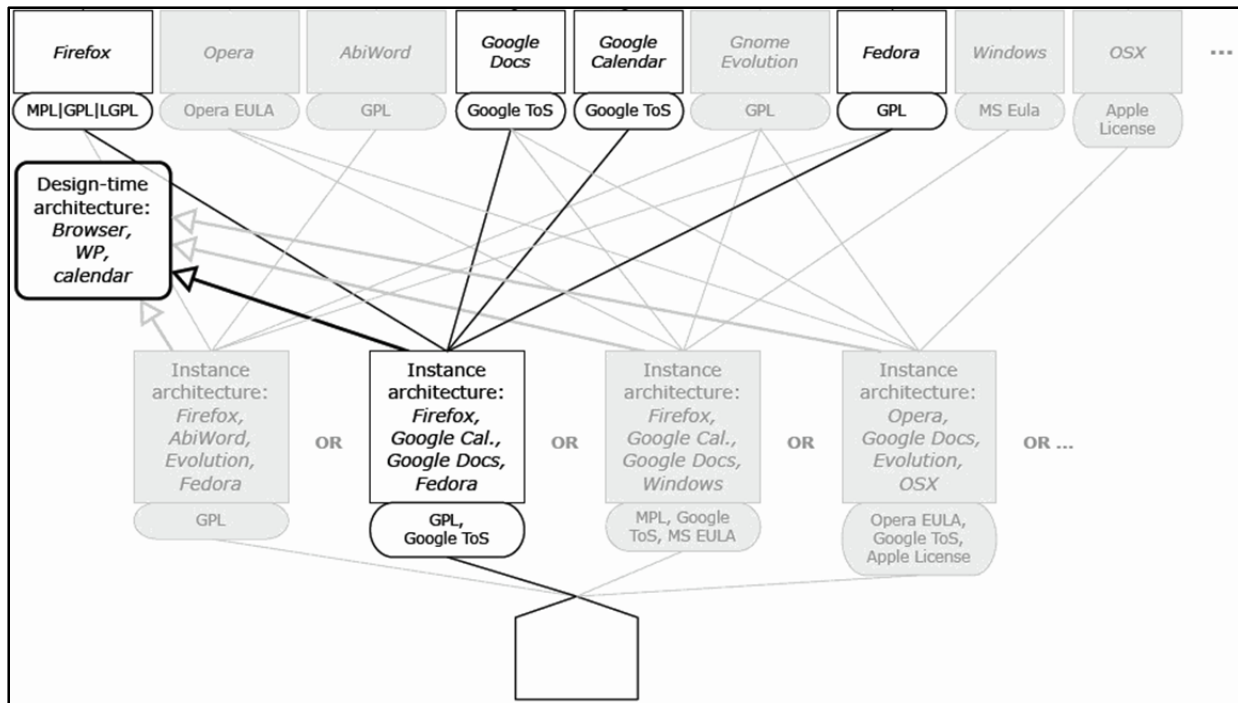 Firefox
Opera
AbiWord
Google
Docs
Google
Calendar
Gnome
Evolution
Fedora
Windows
OSX
...
MPL|GPL|LGPL
Opera EULA
GPL
Google ToS
Google ToS
GPL
GPL
MS Eula
Apple
License
Design-time
architecture:
Browser,
WP,
calendar
Instance
architecture:
Firefox,
AbiWord,
Evolution,
Fedora
GPL
OR
Instance
architecture:
Firefox,
Google Cal.,
Google Docs,
Fedora
GPL,
Google ToS
OR
Instance
architecture:
Firefox,
Google Cal.,
Google Docs,
Windows
MPL, Google
ToS, MS EULA
OR
Instance
architecture:
Opera,
Google Docs,
Evolution,
OSX
Opera EULA,
Google ToS,
Apple License
OR ...